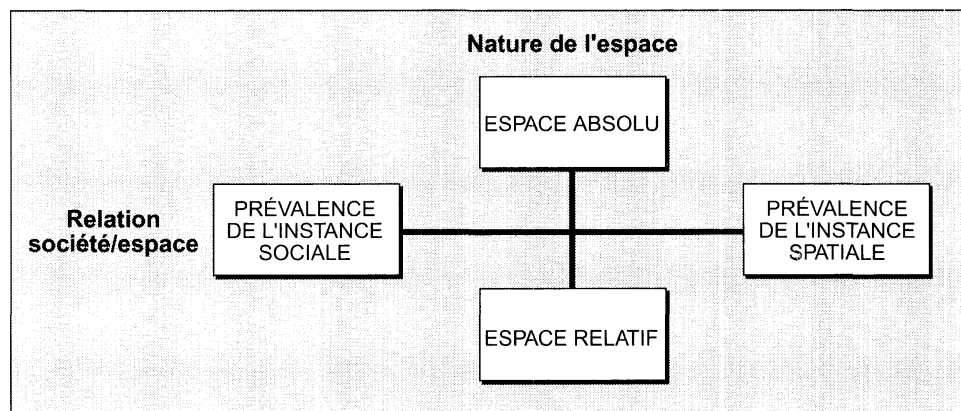 Nature de l'espace
ESPACE ABSOLU
Relation
société/espace
PRÉVALENCE
DE L'INSTANCE
SOCIALE
PRÉVALENCE
DE L'INSTANCE
SPATIALE
ESPACE RELATIF